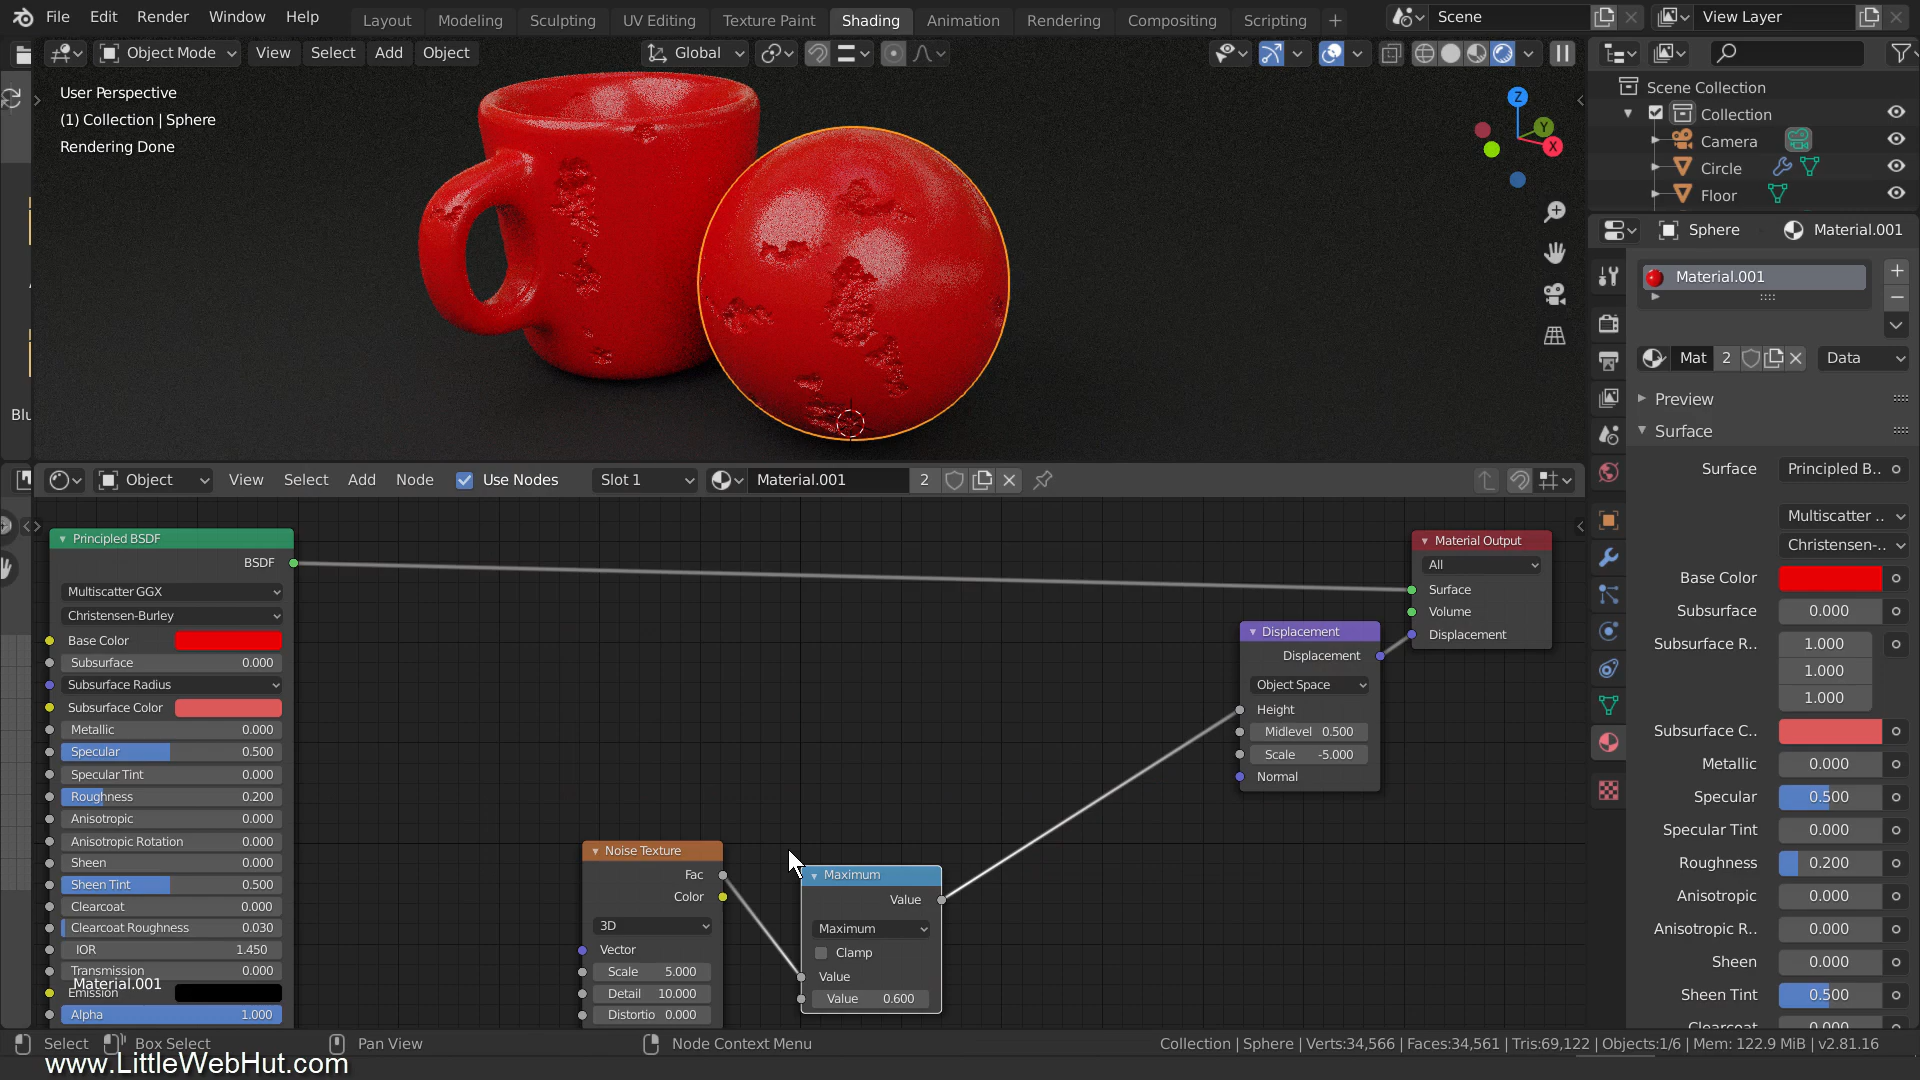 File Edit Render Window Help Layout Modeling Sculpting UV Editing Texture Paint Shading Animation Rendering Compositing Scripting + Scene View Layer
Object Mode View Select Add Object Global
User Perspective
(1) Collection | Sphere
Rendering Done
Z
Y
X
Scene Collection
Collection
Camera
Circle
Floor
Sphere Material.001
Material.001
Mat 2 Data
Preview
Surface
Surface Principled B..
Multiscatter ..
Christensen-..
Base Color
Subsurface 0.000
Subsurface R.. 1.000
1.000
1.000
Subsurface C..
Metallic 0.000
Specular 0.500
Specular Tint 0.000
Roughness 0.200
Anisotropic 0.000
Anisotropic R.. 0.000
Sheen 0.000
Sheen Tint 0.500
Clearcoat 0.000
Blu
Object View Select Add Node Use Nodes Slot 1 Material.001 2
Principled BSDF
BSDF
Multiscatter GGX
Christensen-Burley
Base Color
Subsurface 0.000
Subsurface Radius
Subsurface Color
Metallic 0.000
Specular 0.500
Specular Tint 0.000
Roughness 0.200
Anisotropic 0.000
Anisotropic Rotation 0.000
Sheen 0.000
Sheen Tint 0.500
Clearcoat 0.000
Clearcoat Roughness 0.030
IOR 1.450
Transmission 0.000
Material.001
Emission
Alpha 1.000
Noise Texture
Fac
Color
3D
Vector
Scale 5.000
Detail 10.000
Distortio 0.000
Maximum
Value
Maximum
Clamp
Value
Value 0.600
Displacement
Displacement
Object Space
Height
Midlevel 0.500
Scale -5.000
Normal
Material Output
All
Surface
Volume
Displacement
Select Box Select Pan View Node Context Menu Collection | Sphere | Verts:34,566 | Faces:34,561 | Tris:69,122 | Objects:1/6 | Mem: 122.9 MiB | v2.81.16
www.LittleWebHut.com